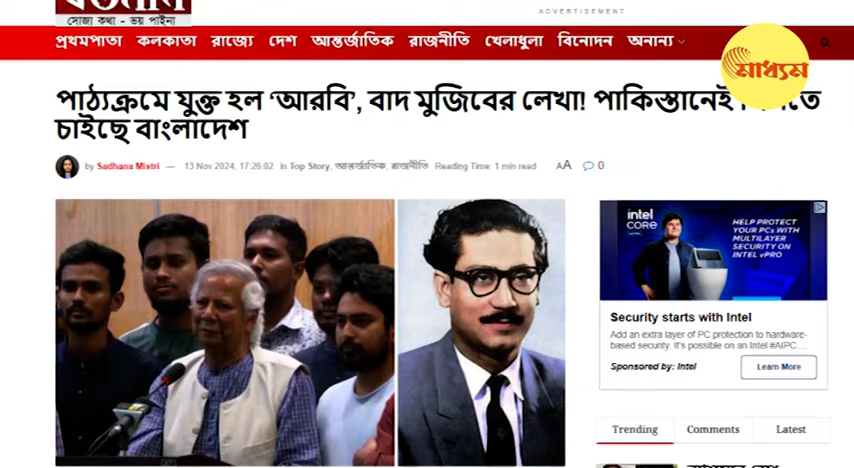 সোজা কথা - ভয় পাইনা
ADVERTISEMENT
প্রথমপাতা কলকাতা রাজ্যে দেশ আন্তর্জাতিক রাজনীতি খেলাধুলা বিনোদন অনান্য
মাধ্যম
পাঠ্যক্রমে যুক্ত হল ‘আরবি’, বাদ মুজিবের লেখা! পাকিস্তানেই
চাইছে বাংলাদেশ
by Sadhana Mistri — 13 Nov 2024, 17:26:02 in Top Story, আন্তর্জাতিক, রাজনীতি Reading Time: 1 min read AA 0
intel
CORE
HELP PROTECT
YOUR PCs WITH
MULTILAYER
SECURITY ON
INTEL vPRO
Security starts with Intel
Add an extra layer of PC protection to hardware-
based security. It's possible on an Intel #AIPC...
Sponsored by: Intel Learn More
Trending Comments Latest